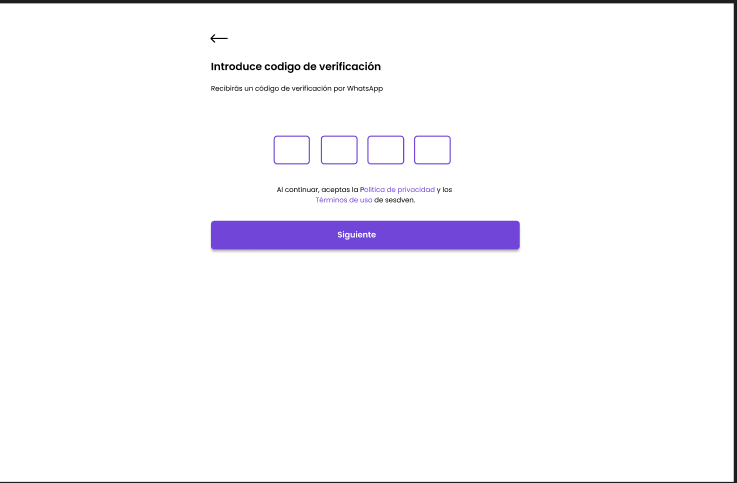 Introduce codigo de verificación
Recibirás un código de verificación por WhatsApp
Al continuar, aceptas la Politica de privacidad y los
Términos de uso de sesdven.
Siguiente